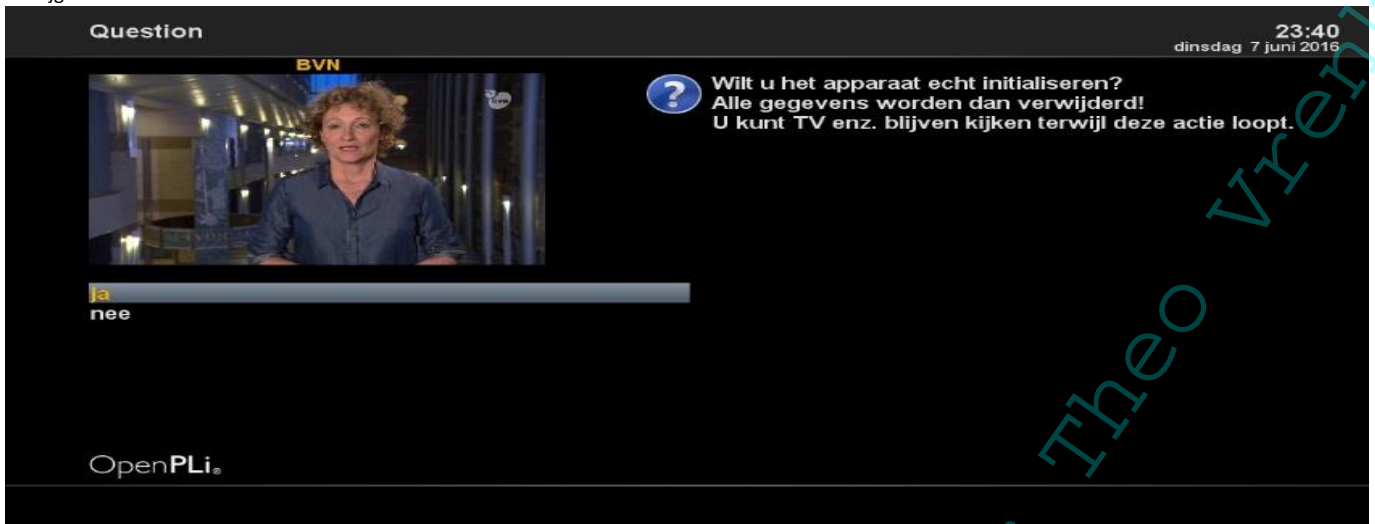 Question
23:40
dinsdag 7 juni 2016
BVN
Wilt u het apparaat echt initialiseren?
Alle gegevens worden dan verwijderd!
U kunt TV enz. blijven kijken terwijl deze actie loopt.
ja
nee
OpenPLi®
Theo